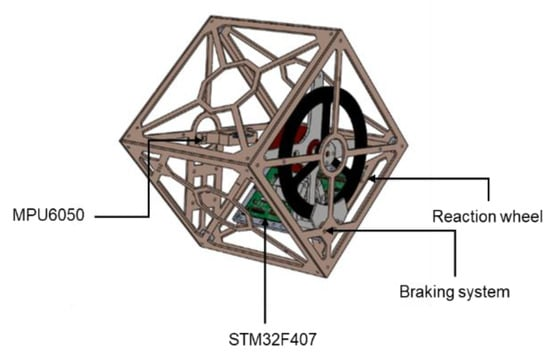 MPU6050
Reaction wheel
Braking system
STM32F407